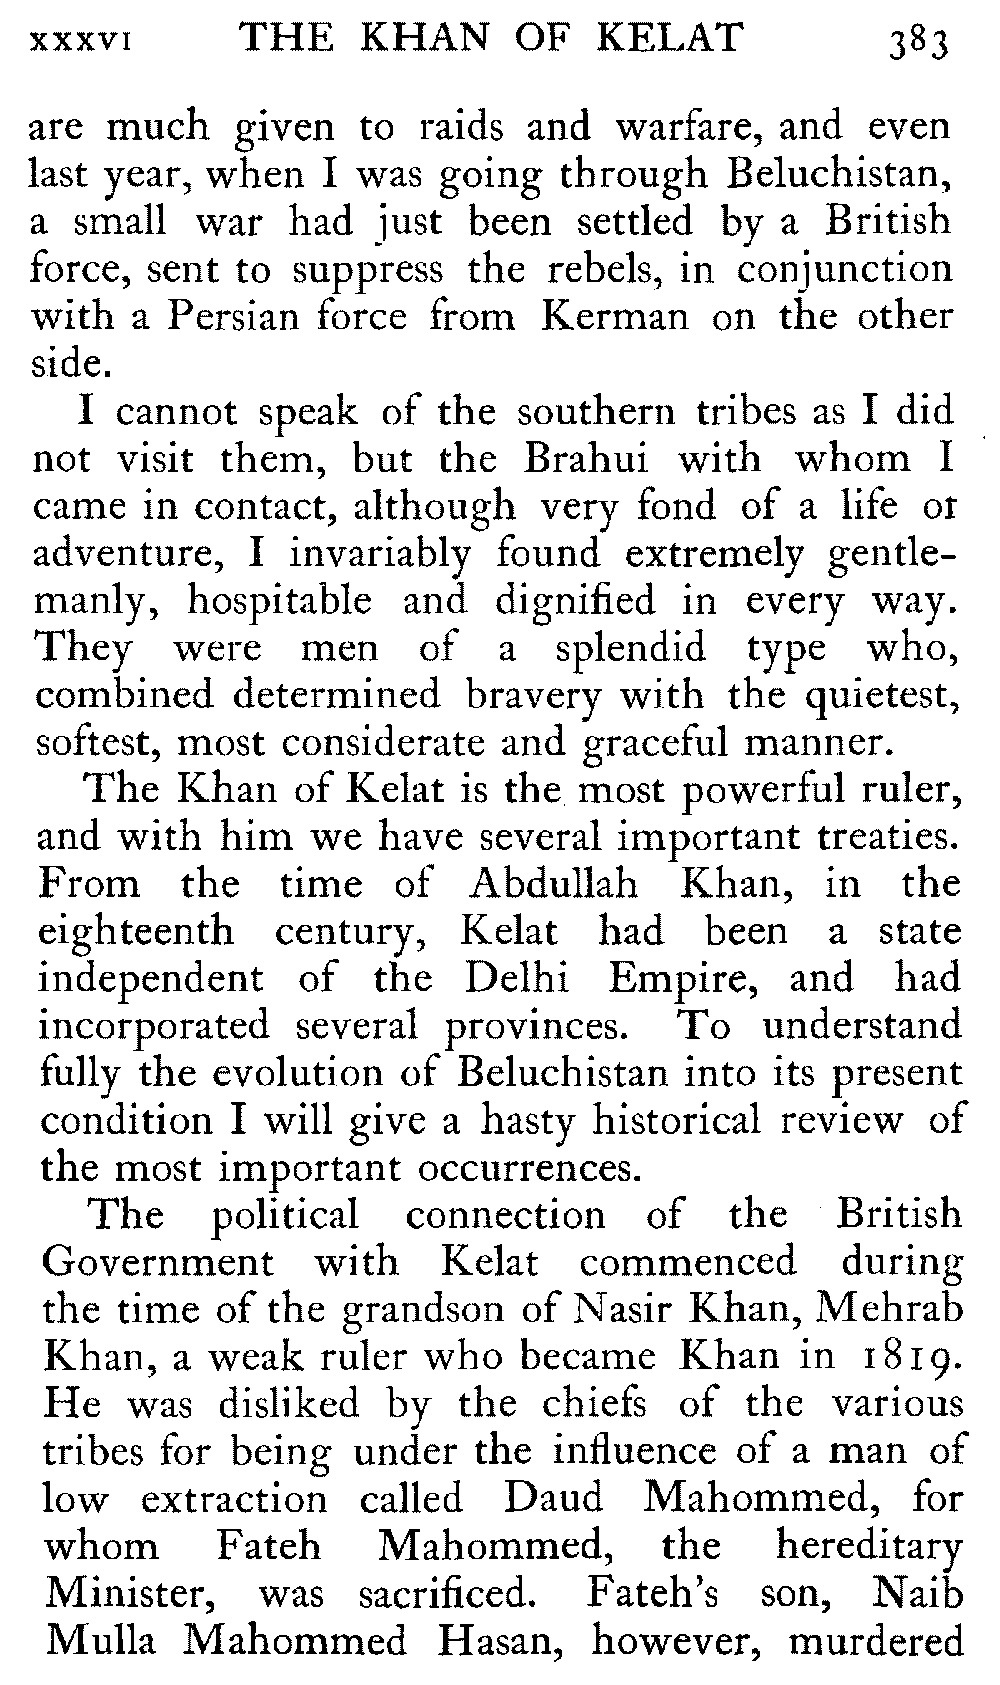 xxxvi THE KHAN OF KELAT 383
are much given to raids and warfare, and even
last year, when I was going through Beluchistan,
a small war had just been settled by a British
force, sent to suppress the rebels, in conjunction
with a Persian force from Kerman on the other
side.
I cannot speak of the southern tribes as I did
not visit them, but the Brahui with whom I
came in contact, although very fond of a life or
adventure, I invariably found extremely gentle-
manly, hospitable and dignified in every way.
They were men of a splendid type who,
combined determined bravery with the quietest,
softest, most considerate and graceful manner.
The Khan of Kelat is the most powerful ruler,
and with him we have several important treaties.
From the time of Abdullah Khan, in the
eighteenth century, Kelat had been a state
independent of the Delhi Empire, and had
incorporated several provinces. To understand
fully the evolution of Beluchistan into its present
condition I will give a hasty historical review of
the most important occurrences.
The political connection of the British
Government with Kelat commenced during
the time of the grandson of Nasir Khan, Mehrab
Khan, a weak ruler who became Khan in 1819.
He was disliked by the chiefs of the various
tribes for being under the influence of a man of
low extraction called Daud Mahommed, for
whom Fateh Mahommed, the hereditary
Minister, was sacrificed. Fateh's son, Naib
Mulla Mahommed Hasan, however, murdered